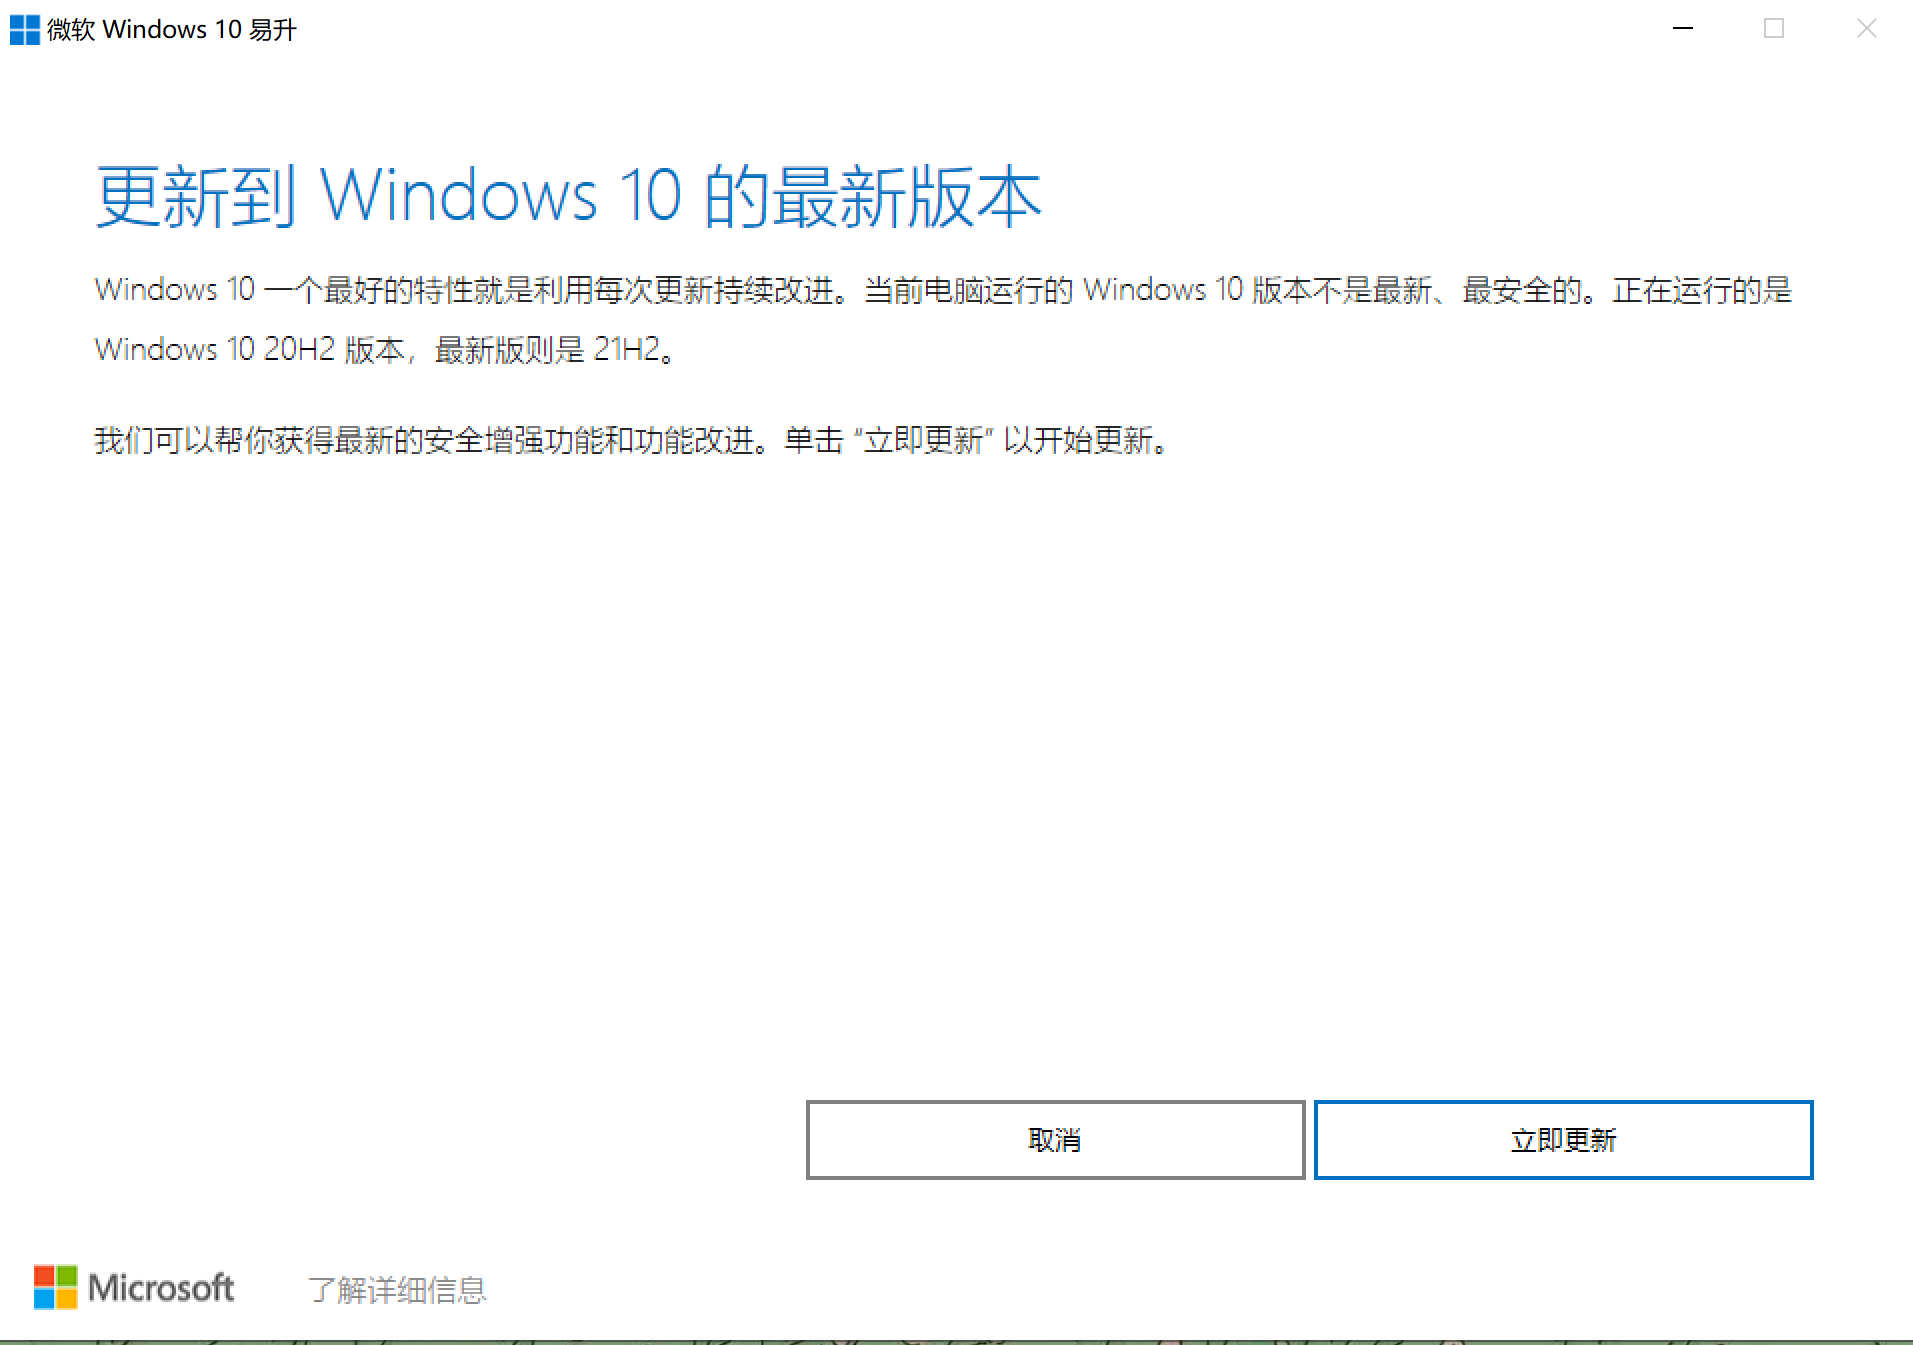 微软 Windows 10 易升
更新到 Windows 10 的最新版本
Windows 10 一个最好的特性就是利用每次更新持续改进。当前电脑运行的 Windows 10 版本不是最新、最安全的。正在运行的是
Windows 10 20H2 版本，最新版则是 21H2。
我们可以帮你获得最新的安全增强功能和功能改进。单击 “立即更新” 以开始更新。
取消
立即更新
Microsoft
了解详细信息